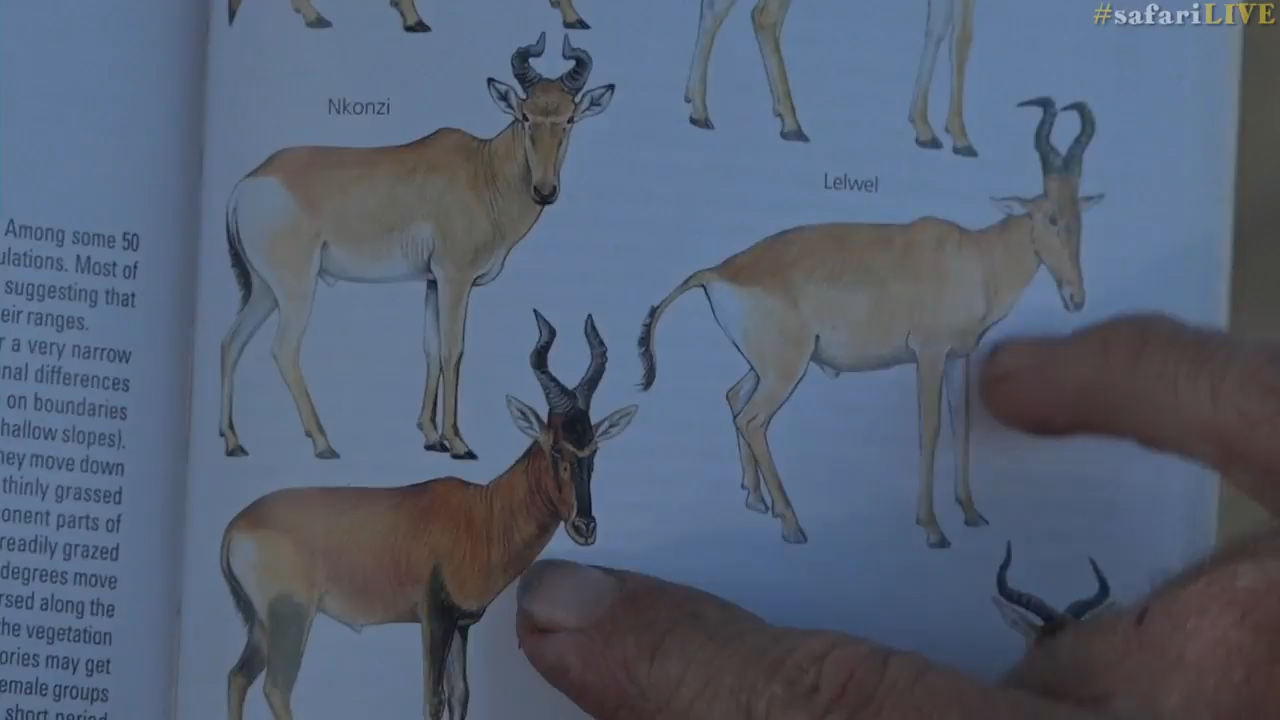 #safariLIVE
Nkonzi
Lelwel
Among some 50
ulations. Most of
suggesting that
eir ranges.
r a very narrow
nal differences
on boundaries
hallow slopes).
hey move down
thinly grassed
onent parts of
readily grazed
degrees move
rsed along the
he vegetation
ories may get
emale groups
short period